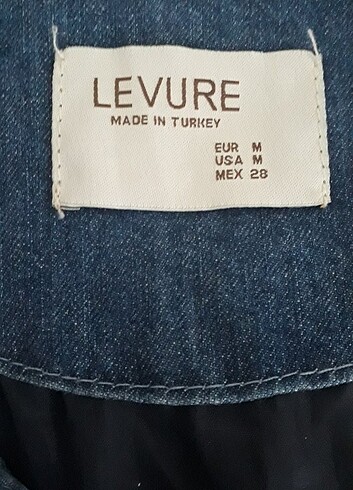 LEVURE
MADE IN TURKEY
EUR M
USA M
MEX 28